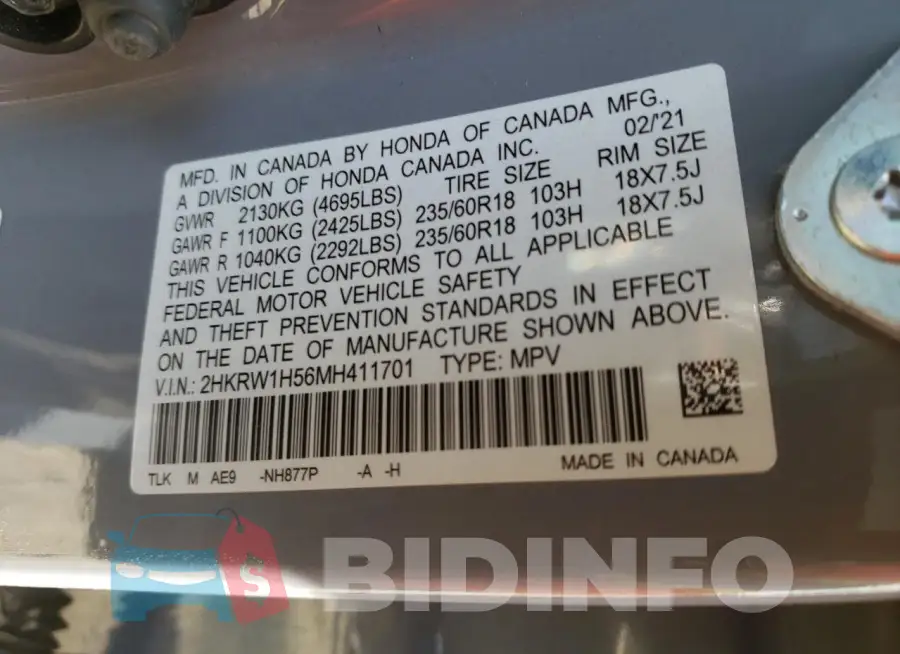 MFD. IN CANADA BY HONDA OF CANADA MFG.,
A DIVISION OF HONDA CANADA INC. 02/'21
GVWR 2130KG (4695LBS) TIRE SIZE RIM SIZE
GAWR F 1100KG (2425LBS) 235/60R18 103H 18X7.5J
GAWR R 1040KG (2292LBS) 235/60R18 103H 18X7.5J
THIS VEHICLE CONFORMS TO ALL APPLICABLE
FEDERAL MOTOR VEHICLE SAFETY
AND THEFT PREVENTION STANDARDS IN EFFECT
ON THE DATE OF MANUFACTURE SHOWN ABOVE.
V.I.N.: 2HKRW1H56MH411701 TYPE: MPV
TLK M AE9 -NH877P -A -H MADE IN CANADA
$ BIDINFO